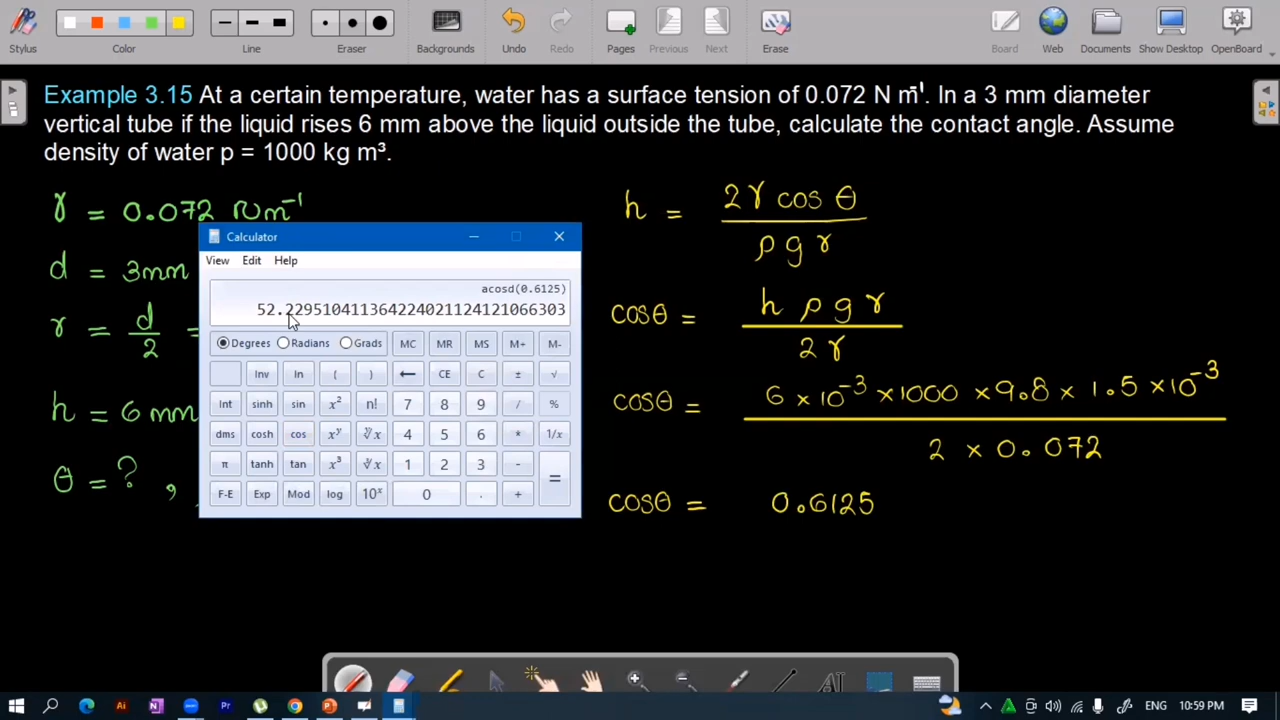 Stylus
Color
Line
Eraser
Backgrounds
Undo
Redo
Pages
Previous
Next
Erase
Board
Web
Documents
Show Desktop
OpenBoard
Example 3.15 At a certain temperature, water has a surface tension of 0.072 N m⁻¹. In a 3 mm diameter
vertical tube if the liquid rises 6 mm above the liquid outside the tube, calculate the contact angle. Assume
density of water p = 1000 kg m³.
γ = 0.072 Nm⁻¹
d = 3mm
r = d/2 =
h = 6 mm
θ = ? ,
h = 2γ cos θ / ρ g r
cosθ = h ρ g r / 2 γ
cosθ = 6 × 10⁻³ × 1000 × 9.8 × 1.5 × 10⁻³ / 2 × 0.072
cosθ = 0.6125
Calculator
View Edit Help
acosd(0.6125)
52.229510411364224021124121066303
Degrees Radians Grads MC MR MS M+ M-
Inv ln ( ) ← CE C ± √
Int sinh sin x² n! 7 8 9 / %
dms cosh cos xʸ ʸ√x 4 5 6 * 1/x
π tanh tan x³ ³√x 1 2 3 - =
F-E Exp Mod log 10ˣ 0 . +
ENG 10:59 PM